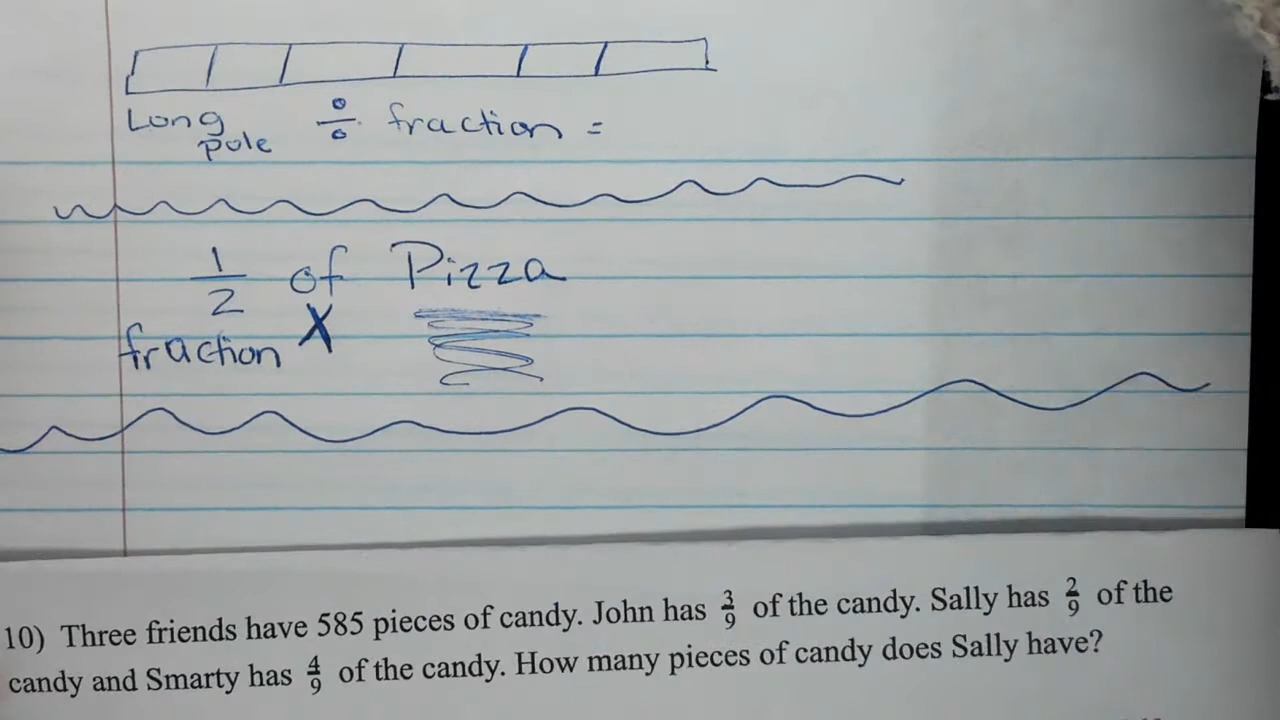 Long pole ÷ fraction =
1/2 of Pizza
fraction X
10) Three friends have 585 pieces of candy. John has 3/9 of the candy. Sally has 2/9 of the
candy and Smarty has 4/9 of the candy. How many pieces of candy does Sally have?